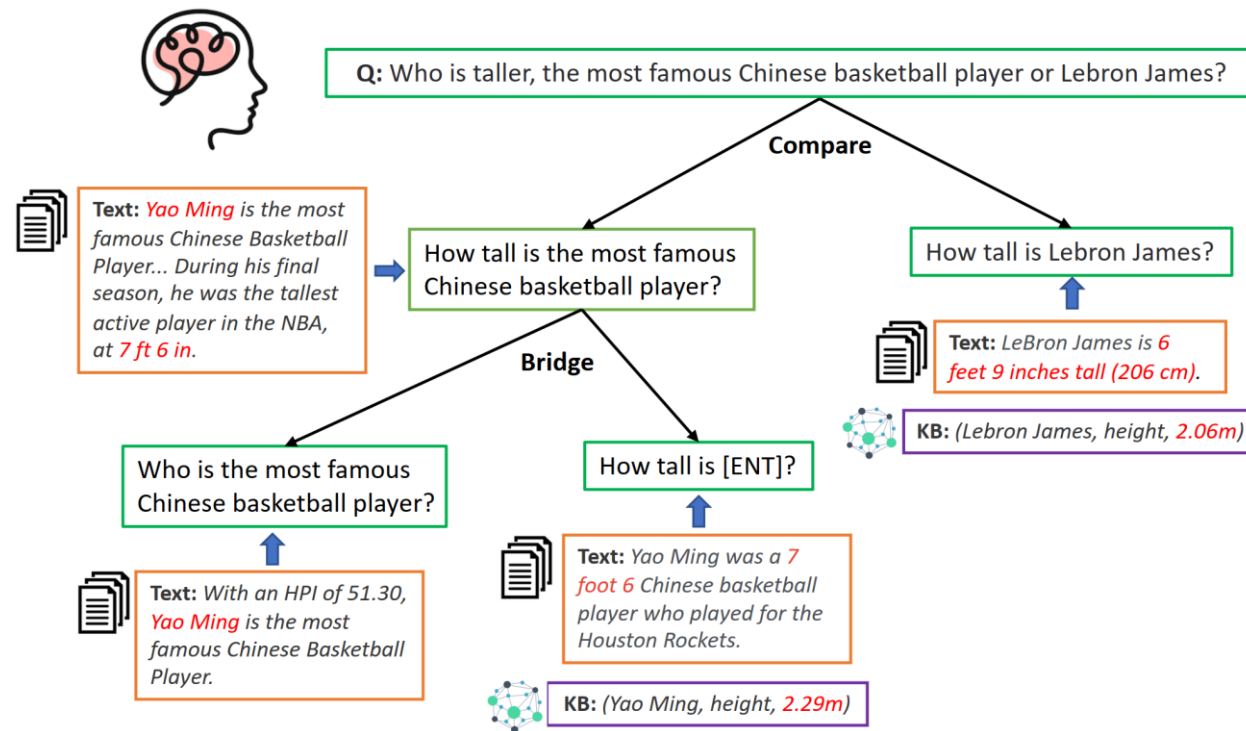 Q: Who is taller, the most famous Chinese basketball player or Lebron James?
Compare
Text: Yao Ming is the most
famous Chinese Basketball
Player... During his final
season, he was the tallest
active player in the NBA,
at 7 ft 6 in.
How tall is the most famous
Chinese basketball player?
How tall is Lebron James?
Text: LeBron James is 6
feet 9 inches tall (206 cm).
KB: (Lebron James, height, 2.06m)
Bridge
Who is the most famous
Chinese basketball player?
How tall is [ENT]?
Text: With an HPI of 51.30,
Yao Ming is the most
famous Chinese Basketball
Player.
Text: Yao Ming was a 7
foot 6 Chinese basketball
player who played for the
Houston Rockets.
KB: (Yao Ming, height, 2.29m)